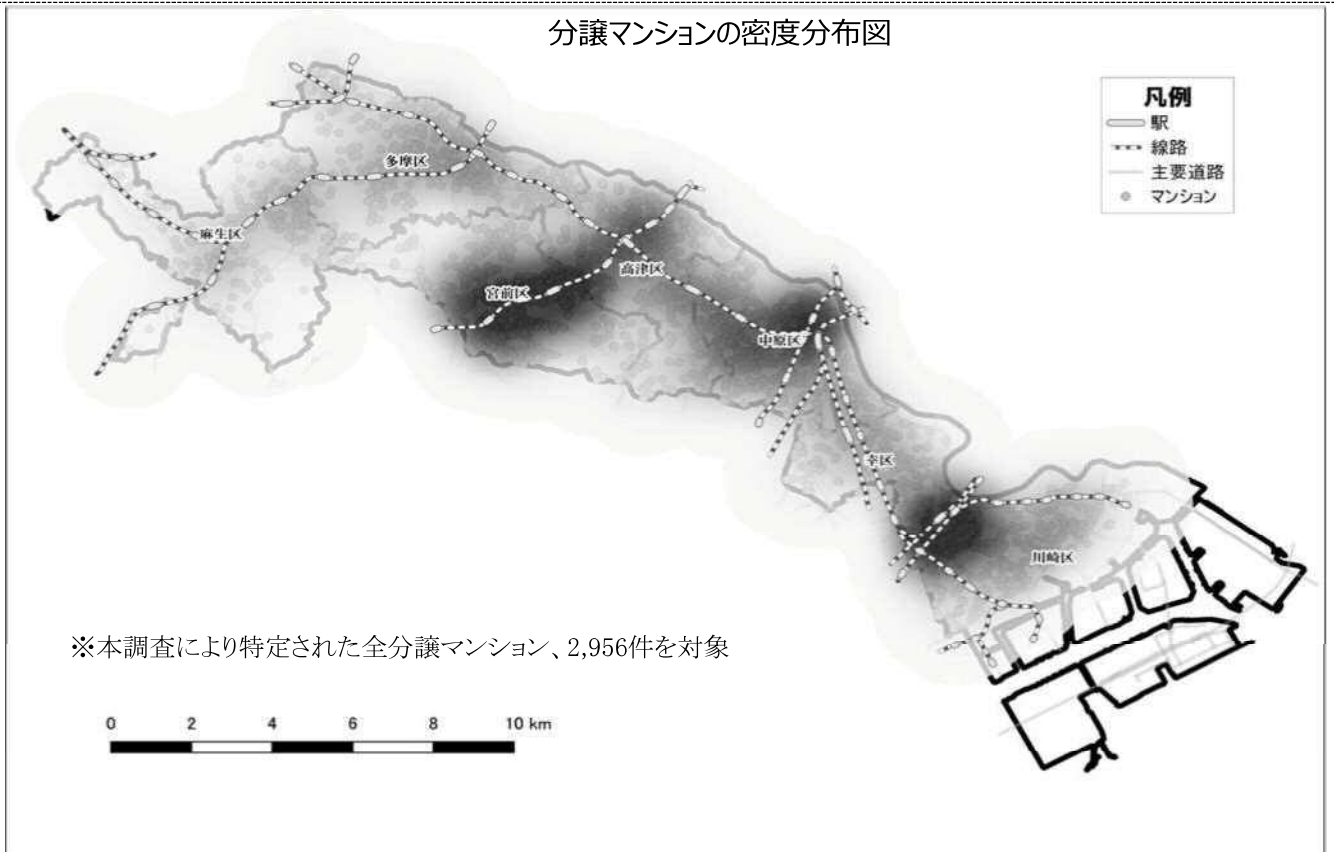 分譲マンションの密度分布図
凡例
駅
線路
主要道路
マンション
多摩区
麻生区
高津区
宮前区
中原区
幸区
川崎区
※本調査により特定された全分譲マンション、2,956件を対象
0 2 4 6 8 10 km